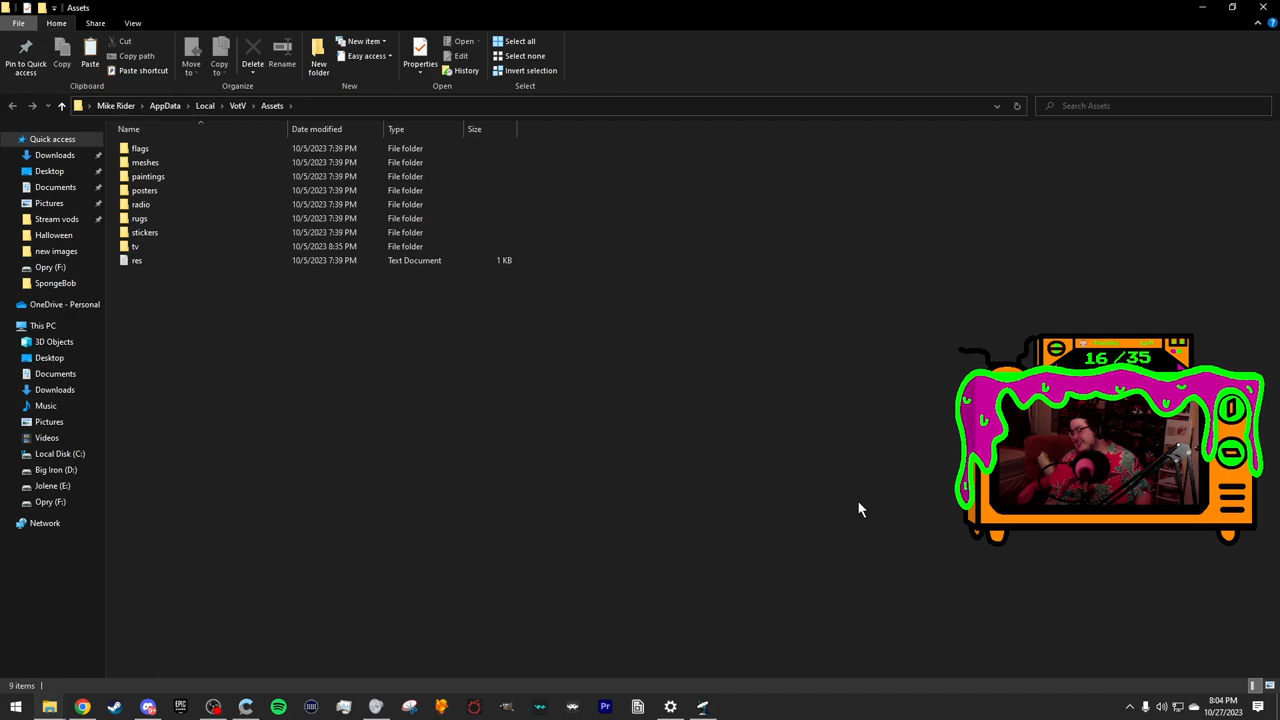 Assets
File Home Share View
Pin to Quick access
Copy
Paste
Cut
Copy path
Paste shortcut
Clipboard
Move to
Copy to
Delete
Rename
Organize
New folder
New item
Easy access
New
Properties
Open
Edit
History
Open
Select all
Select none
Invert selection
Select
Mike Rider > AppData > Local > VotV > Assets >
Search Assets
Name Date modified Type Size
flags 10/5/2023 7:39 PM File folder
meshes 10/5/2023 7:39 PM File folder
paintings 10/5/2023 7:39 PM File folder
posters 10/5/2023 7:39 PM File folder
radio 10/5/2023 7:39 PM File folder
rugs 10/5/2023 7:39 PM File folder
stickers 10/5/2023 7:39 PM File folder
tv 10/5/2023 8:35 PM File folder
res 10/5/2023 7:39 PM Text Document 1 KB
Quick access
Downloads
Desktop
Documents
Pictures
Stream vods
Halloween
new images
Opry (F:)
SpongeBob
OneDrive - Personal
This PC
3D Objects
Desktop
Documents
Downloads
Music
Pictures
Videos
Local Disk (C:)
Big Iron (D:)
Jolene (E:)
Opry (F:)
Network
16 /35
9 items
EPIC
Pr
8:04 PM
10/27/2023